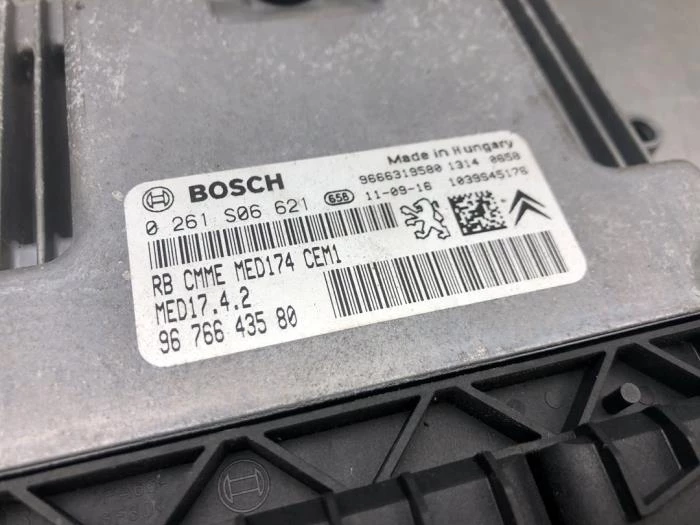 Made in Hungary
BOSCH
9666319580 1314 0658
0 261 S06 621 658 11-09-16 1039S45176
RB CMME MED174 CEM1
MED17.4.2
96 766 435 80